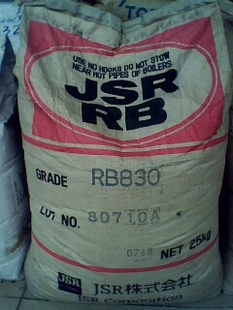 USE NO HOOKS DO NOT STOW
NEAR HOT PIPES OF BOILERS
JSR
RB
GRADE RB830
LOT NO. 80710A
0768 NET 25kg
JSR JSR株式会社
JSR Corporation